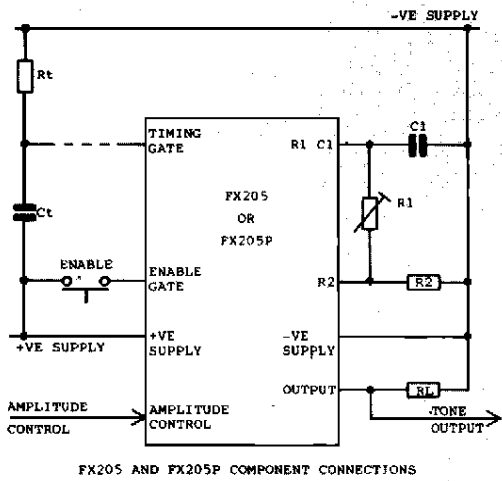 -VE SUPPLY
Rt
C1
TIMING
GATE
R1 C1
FX205
OR
FX205P
R1
Ct
ENABLE
ENABLE
GATE
R2
R2
+VE SUPPLY
+VE
SUPPLY
-VE
SUPPLY
OUTPUT
RL
AMPLITUDE
CONTROL
AMPLITUDE
CONTROL
TONE
OUTPUT
FX205 AND FX205P COMPONENT CONNECTIONS